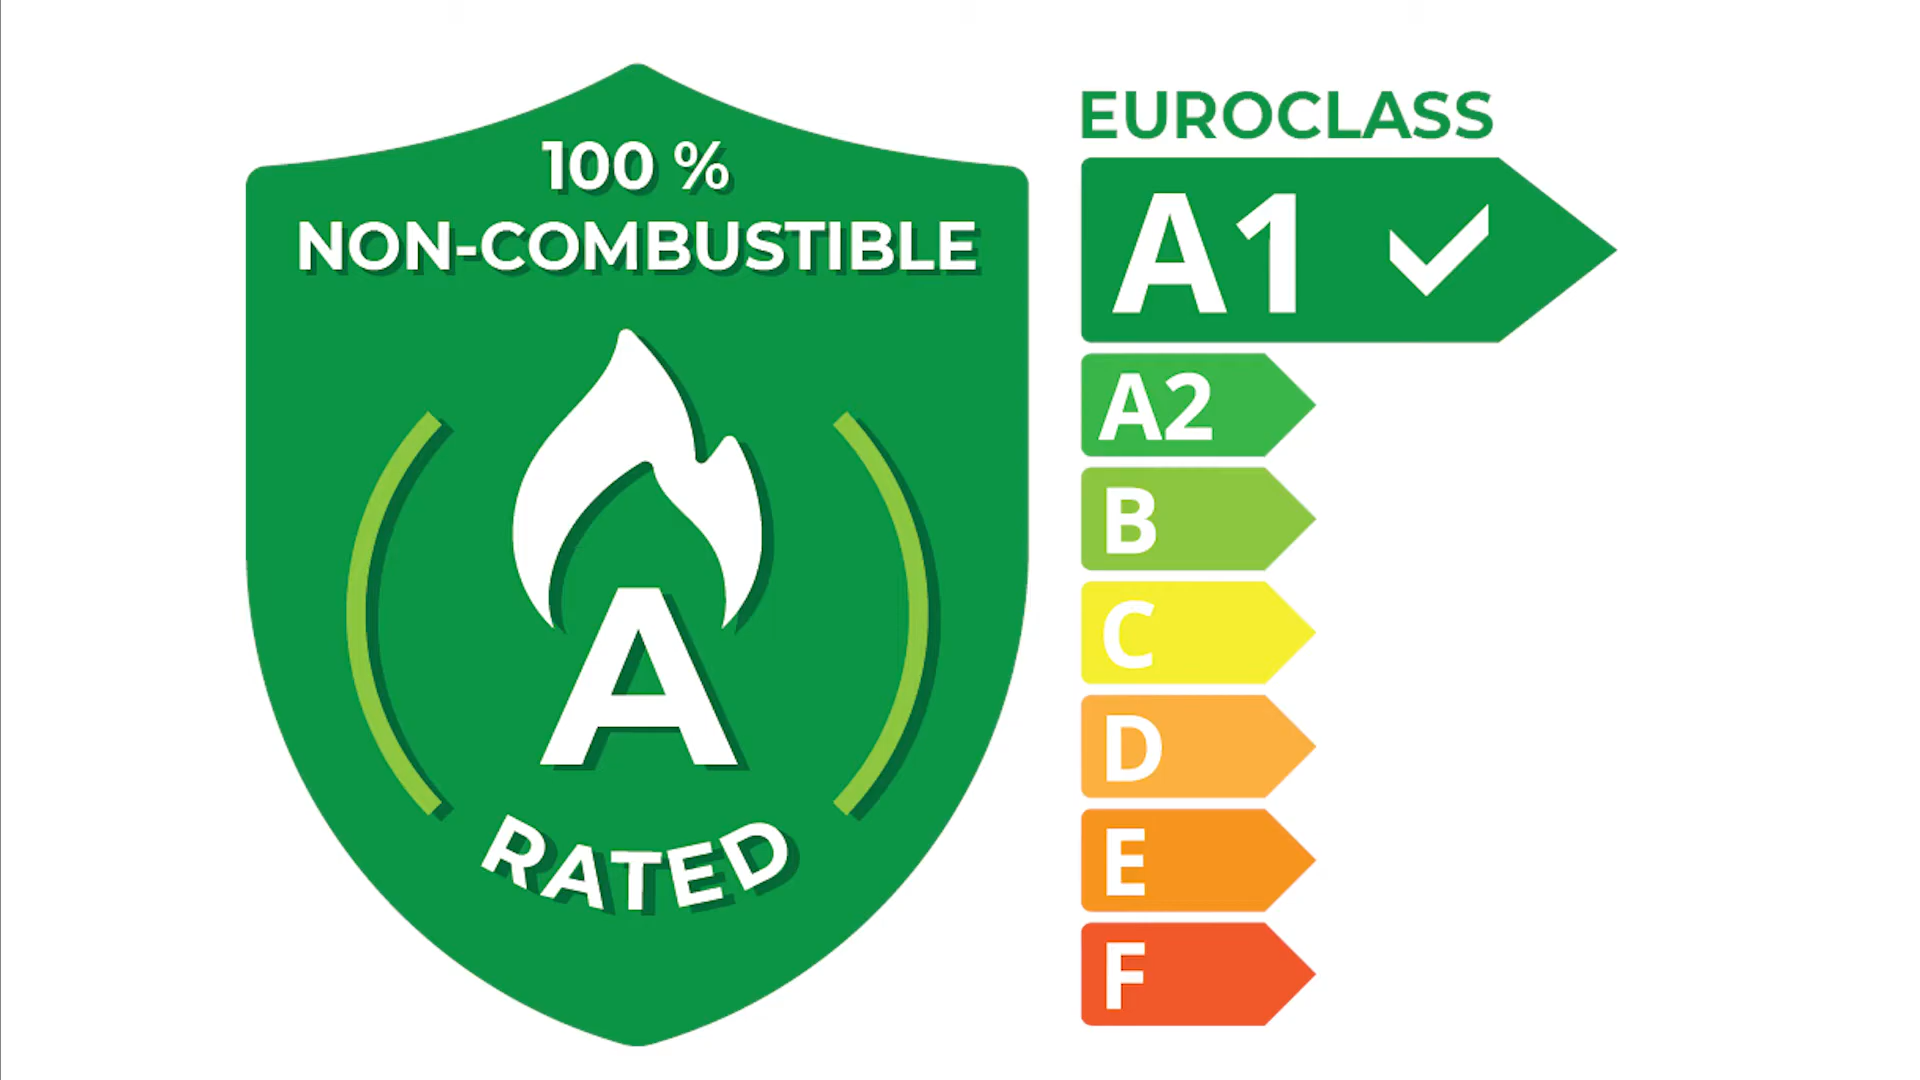 100 %
NON-COMBUSTIBLE
A
RATED
EUROCLASS
A1
A2
B
C
D
E
F